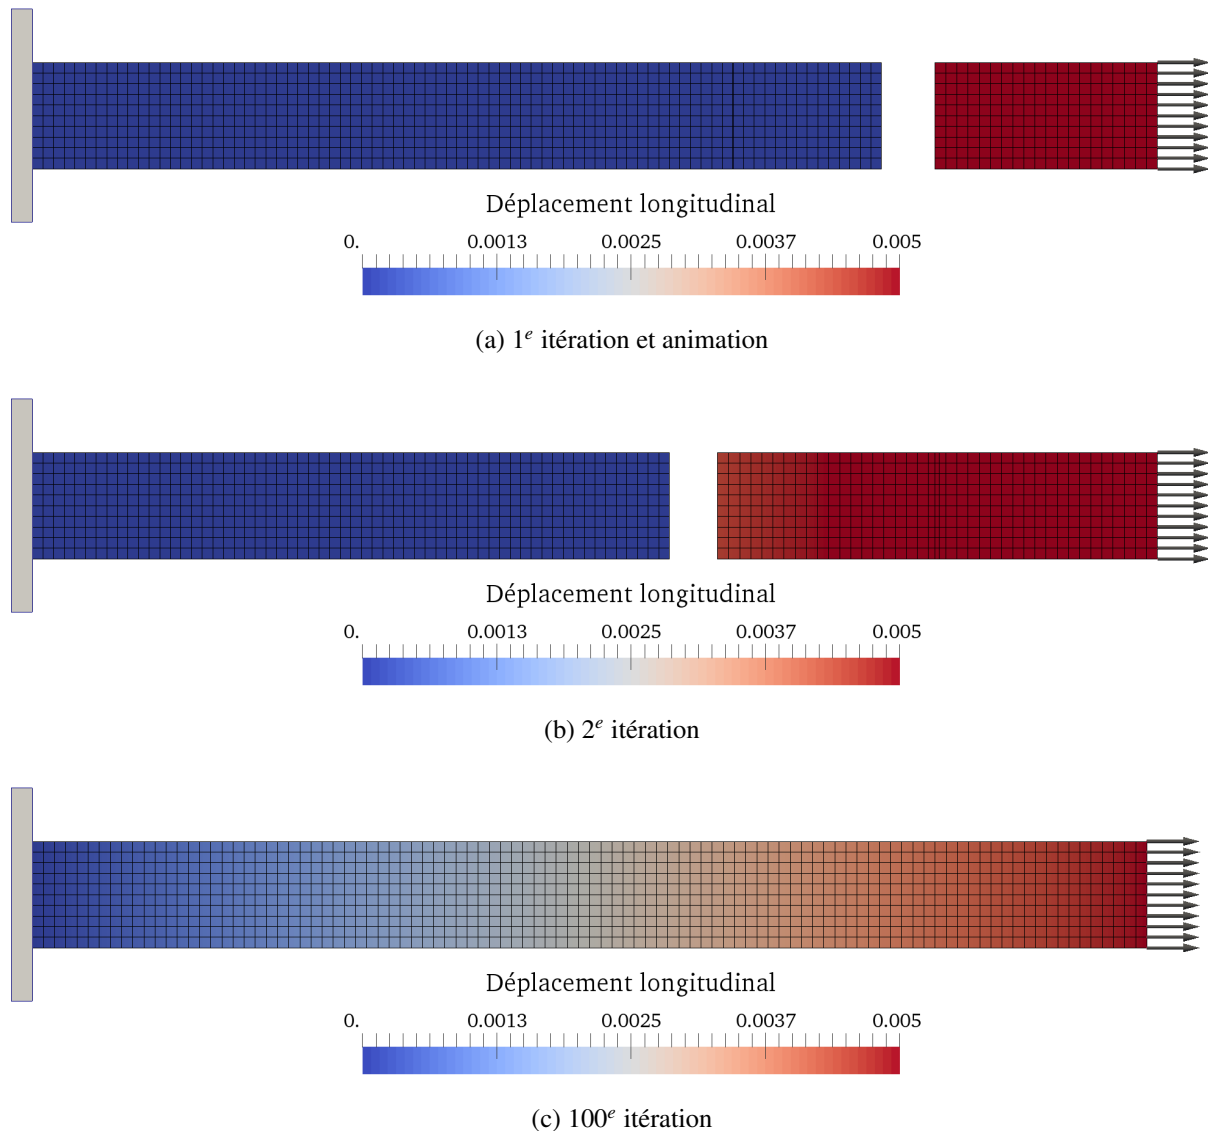 Déplacement longitudinal
0. 0.0013 0.0025 0.0037 0.005
(a) 1e itération et animation
Déplacement longitudinal
0. 0.0013 0.0025 0.0037 0.005
(b) 2e itération
Déplacement longitudinal
0. 0.0013 0.0025 0.0037 0.005
(c) 100e itération